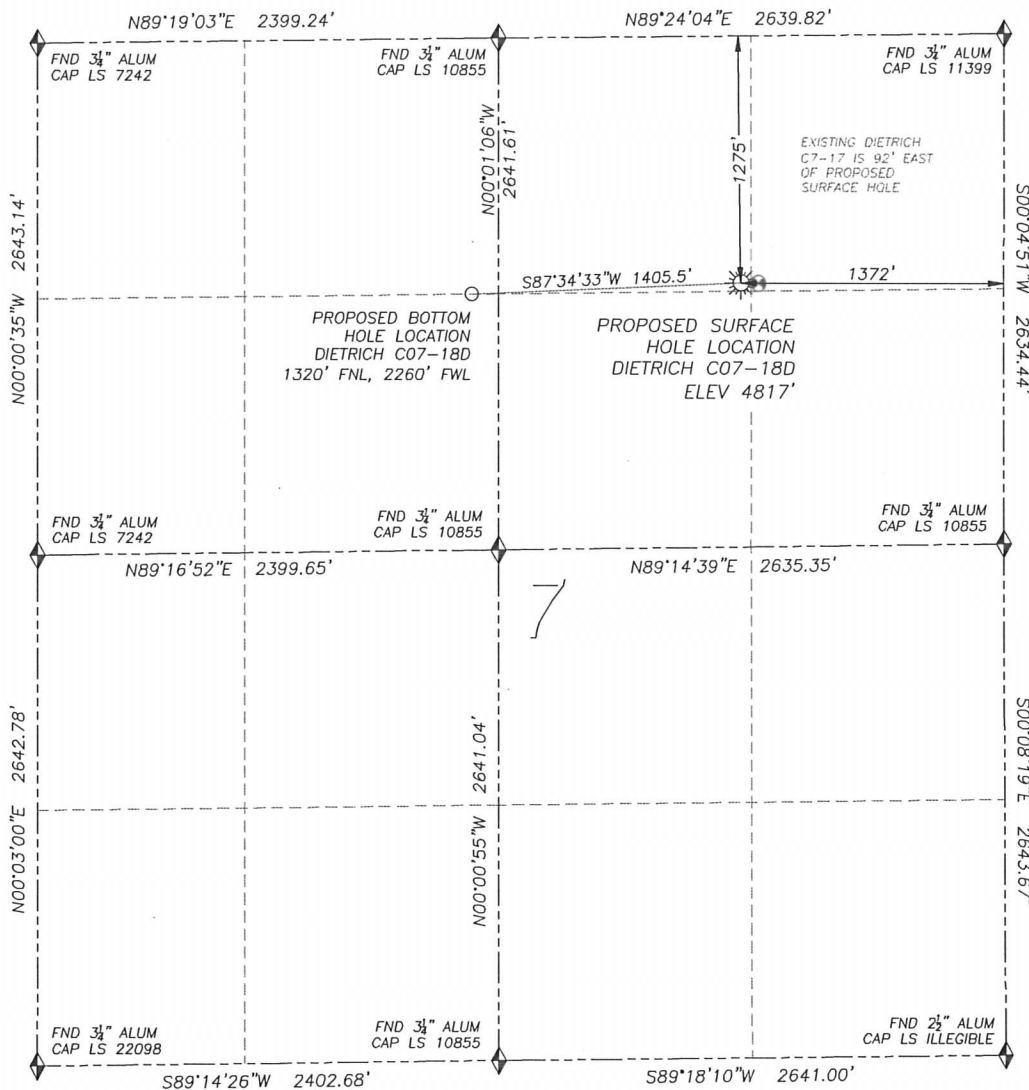 N89°19'03"E 2399.24'
N89°24'04"E 2639.82'
FND 3¼" ALUM
CAP LS 7242
FND 3¼" ALUM
CAP LS 10855
FND 3¼" ALUM
CAP LS 11399
N00°01'06"W
2641.61'
1275'
EXISTING DIETRICH
C7-17 IS 92' EAST
OF PROPOSED
SURFACE HOLE
N00°00'35"W 2643.14'
S00°04'51"W 2634.44'
S87°34'33"W 1405.5'
1372'
PROPOSED BOTTOM
HOLE LOCATION
DIETRICH C07-18D
1320' FNL, 2260' FWL
PROPOSED SURFACE
HOLE LOCATION
DIETRICH C07-18D
ELEV 4817'
FND 3¼" ALUM
CAP LS 7242
FND 3¼" ALUM
CAP LS 10855
FND 3¼" ALUM
CAP LS 10855
N89°16'52"E 2399.65'
N89°14'39"E 2635.35'
7
N00°03'00"E 2642.78'
N00°00'55"W 2641.04'
S00°08'19"E 2643.67'
FND 3¼" ALUM
CAP LS 22098
FND 3¼" ALUM
CAP LS 10855
FND 2½" ALUM
CAP LS ILLEGIBLE
S89°14'26"W 2402.68'
S89°18'10"W 2641.00'